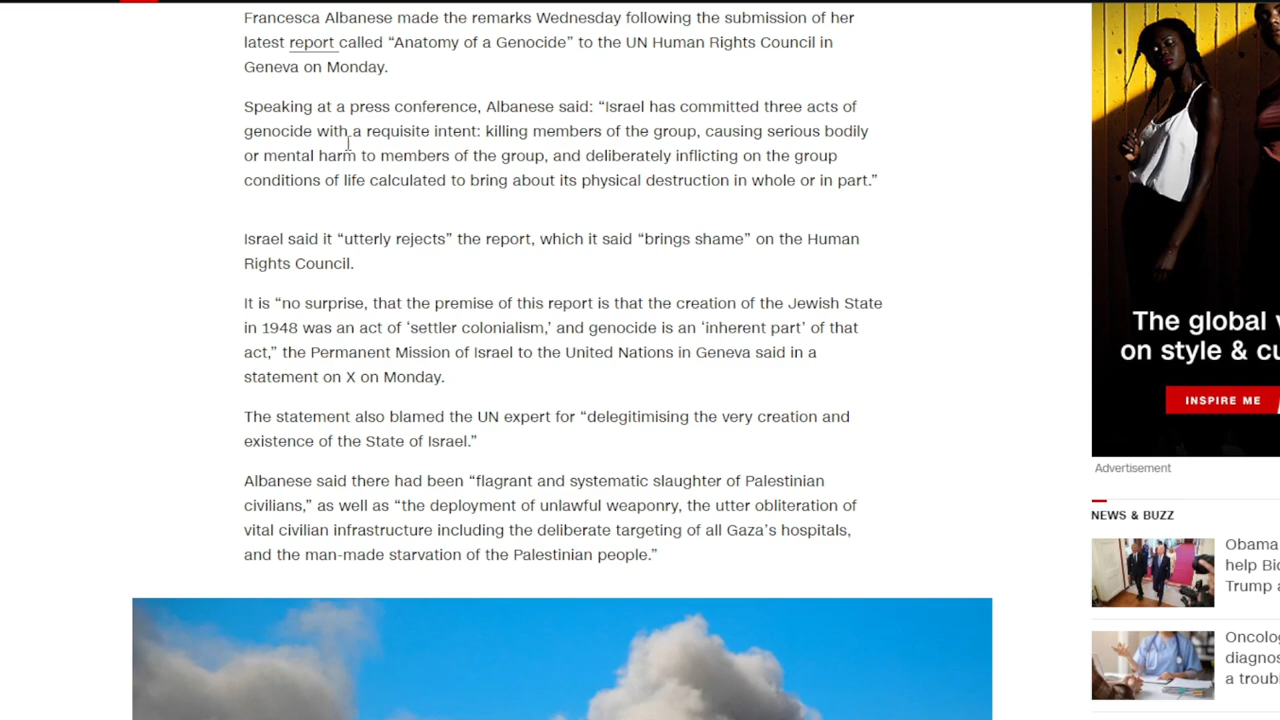 Francesca Albanese made the remarks Wednesday following the submission of her
latest report called “Anatomy of a Genocide” to the UN Human Rights Council in
Geneva on Monday.
Speaking at a press conference, Albanese said: “Israel has committed three acts of
genocide with a requisite intent: killing members of the group, causing serious bodily
or mental harm to members of the group, and deliberately inflicting on the group
conditions of life calculated to bring about its physical destruction in whole or in part.”
Israel said it “utterly rejects” the report, which it said “brings shame” on the Human
Rights Council.
It is “no surprise, that the premise of this report is that the creation of the Jewish State
in 1948 was an act of ‘settler colonialism,’ and genocide is an ‘inherent part’ of that
act,” the Permanent Mission of Israel to the United Nations in Geneva said in a
statement on X on Monday.
The statement also blamed the UN expert for “delegitimising the very creation and
existence of the State of Israel.”
Albanese said there had been “flagrant and systematic slaughter of Palestinian
civilians,” as well as “the deployment of unlawful weaponry, the utter obliteration of
vital civilian infrastructure including the deliberate targeting of all Gaza’s hospitals,
and the man-made starvation of the Palestinian people.”
The global
on style &
INSPIRE ME
Advertisement
NEWS & BUZZ
Obama
help
Trump